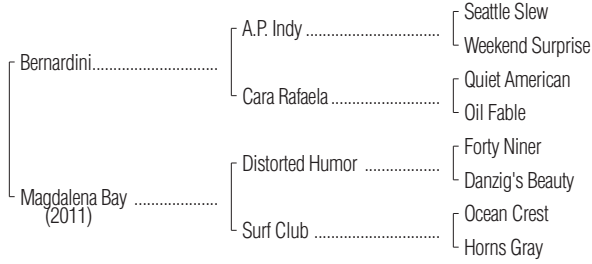 Seattle Slew
A.P. Indy ..............................
Weekend Surprise
Bernardini............................
Quiet American
Cara Rafaela ........................
Oil Fable
Forty Niner
Distorted Humor .................
Danzig's Beauty
Magdalena Bay ...................
(2011)
Ocean Crest
Surf Club ............................
Horns Gray